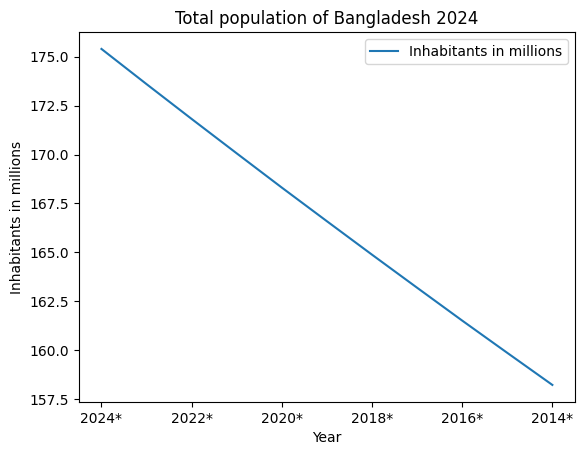 Total population of Bangladesh 2024
Inhabitants in millions
175.0
172.5
170.0
167.5
165.0
162.5
160.0
157.5
Inhabitants in millions
2024* 2022* 2020* 2018* 2016* 2014*
Year